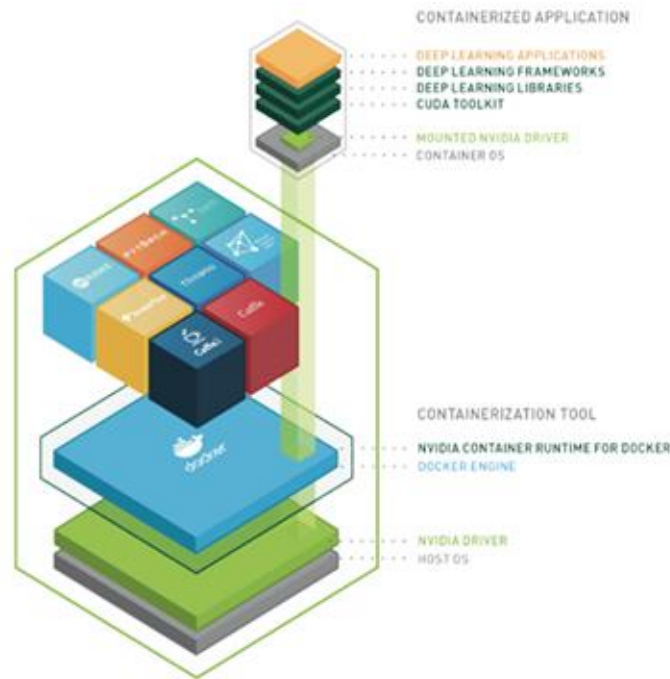 CONTAINERIZED APPLICATION
DEEP LEARNING APPLICATIONS
DEEP LEARNING FRAMEWORKS
DEEP LEARNING LIBRARIES
CUDA TOOLKIT
MOUNTED NVIDIA DRIVER
CONTAINER OS
PYTORCH
theano
Caffe
Caffe2
docker
CONTAINERIZATION TOOL
NVIDIA CONTAINER RUNTIME FOR DOCKER
DOCKER ENGINE
NVIDIA DRIVER
HOST OS